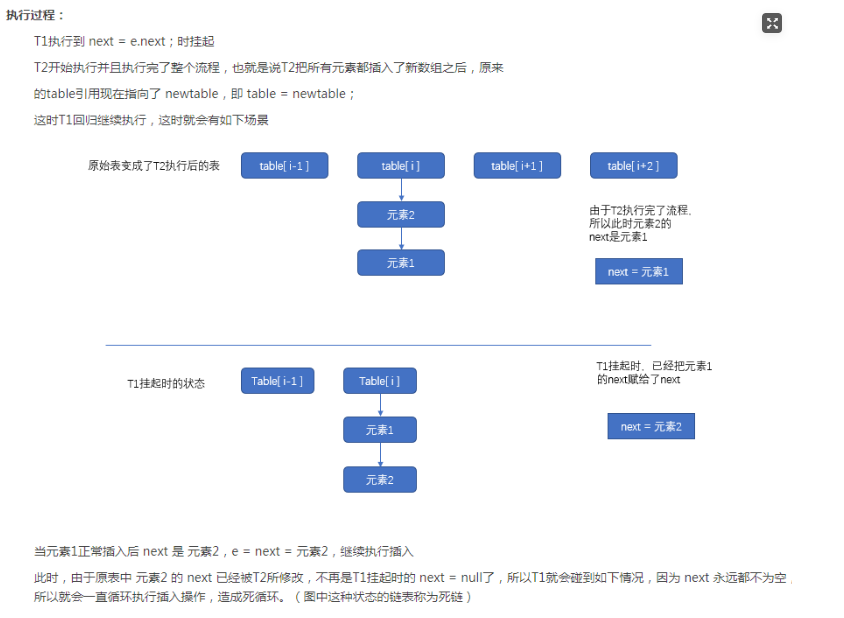 执行过程：
T1执行到 next = e.next；时挂起
T2开始执行并且执行完了整个流程，也就是说T2把所有元素都插入了新数组之后，原来
的table引用现在指向了 newtable，即 table = newtable；
这时T1回归继续执行，这时就会有如下场景
原始表变成了T2执行后的表
table[ i-1 ]
table[ i ]
table[ i+1 ]
table[ i+2 ]
元素2
元素1
由于T2执行完了流程，
所以此时元素2的
next是元素1
next = 元素1
T1挂起时的状态
Table[ i-1 ]
Table[ i ]
元素1
元素2
T1挂起时，已经把元素1
的next赋给了next
next = 元素2
当元素1正常插入后 next 是 元素2，e = next = 元素2，继续执行插入
此时，由于原表中 元素2 的 next 已经被T2所修改，不再是T1挂起时的 next = null了，所以T1就会碰到如下情况，因为 next 永远都不为空，
所以就会一直循环执行插入操作，造成死循环。（图中这种状态的链表称为死链）